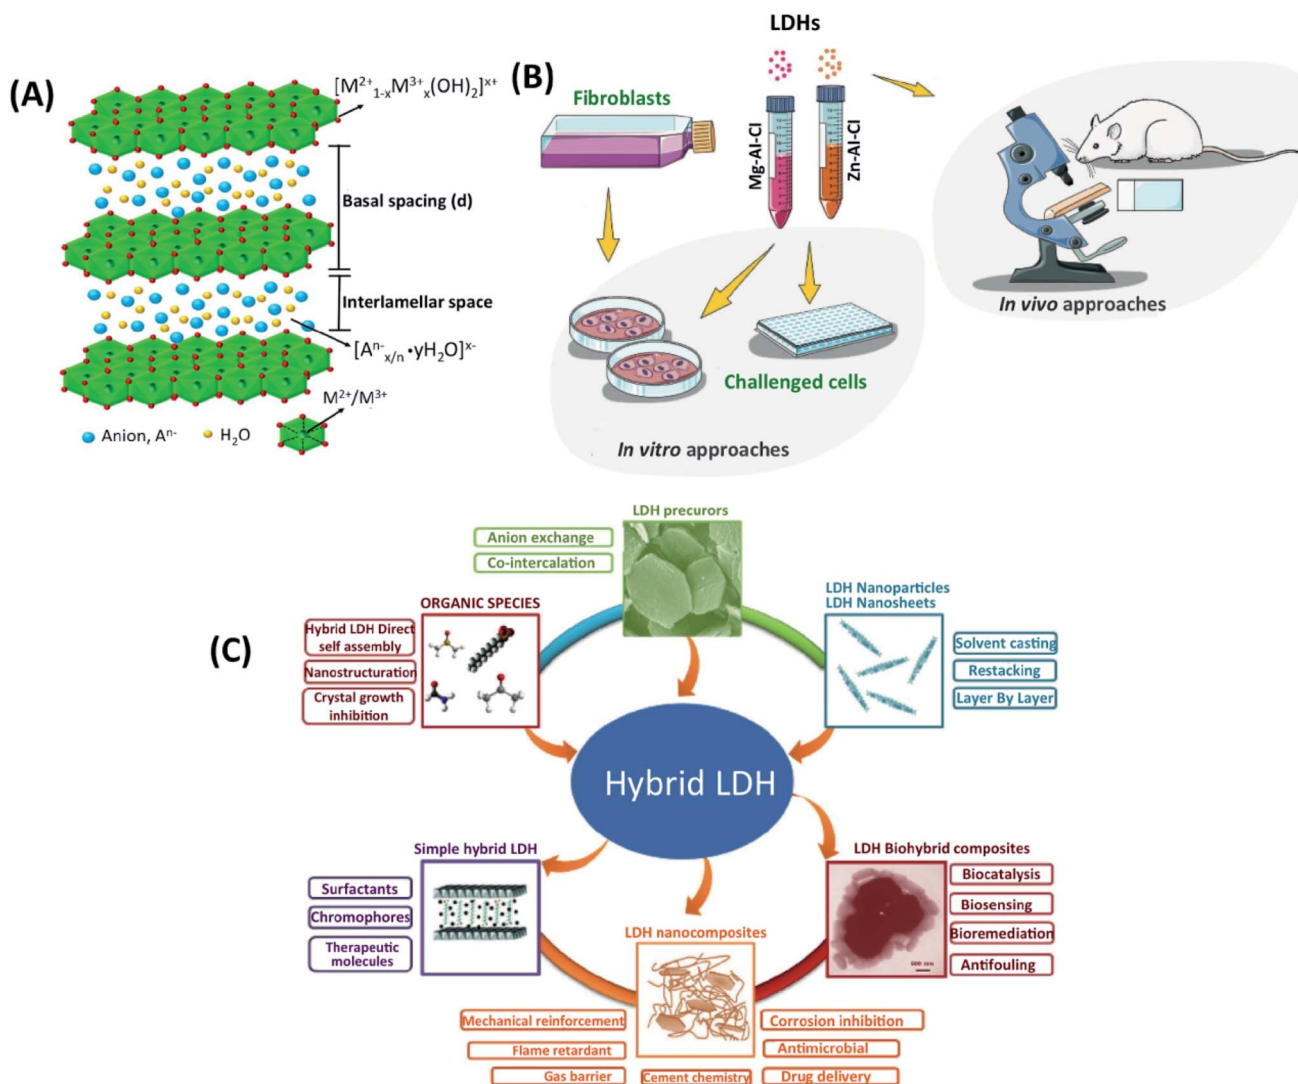 (A)
[M²⁺₁₋ₓM³⁺ₓ(OH)₂]ˣ⁺
Basal spacing (d)
Interlamellar space
[Aⁿ⁻ₓ/ₙ•yH₂O]ˣ⁻
M²⁺/M³⁺
Anion, Aⁿ⁻
H₂O
(B)
LDHs
Fibroblasts
Mg-Al-Cl
Zn-Al-Cl
Challenged cells
In vitro approaches
In vivo approaches
(C)
LDH precurors
Anion exchange
Co-intercalation
ORGANIC SPECIES
Hybrid LDH Direct
self assembly
Nanostructuration
Crystal growth
inhibition
LDH Nanoparticles
LDH Nanosheets
Solvent casting
Restacking
Layer By Layer
Hybrid LDH
Simple hybrid LDH
Surfactants
Chromophores
Therapeutic
molecules
LDH nanocomposites
Mechanical reinforcement
Flame retardant
Gas barrier
Cement chemistry
Corrosion inhibition
Antimicrobial
Drug delivery
LDH Biohybrid composites
Biocatalysis
Biosensing
Bioremediation
Antifouling